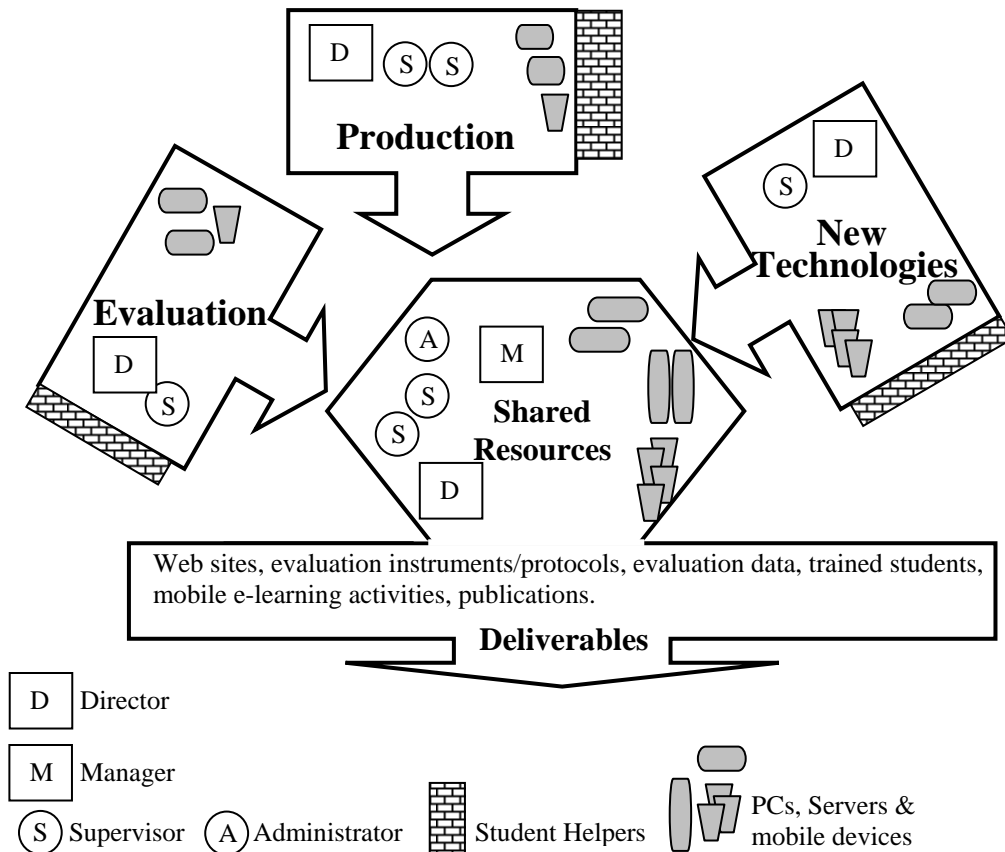 D
S S
Production
D
S
New
Technologies
Evaluation
D
S
A
M
S
S
Shared
Resources
D
Web sites, evaluation instruments/protocols, evaluation data, trained students,
mobile e-learning activities, publications.
Deliverables
D Director
M Manager
S Supervisor A Administrator Student Helpers
PCs, Servers &
mobile devices